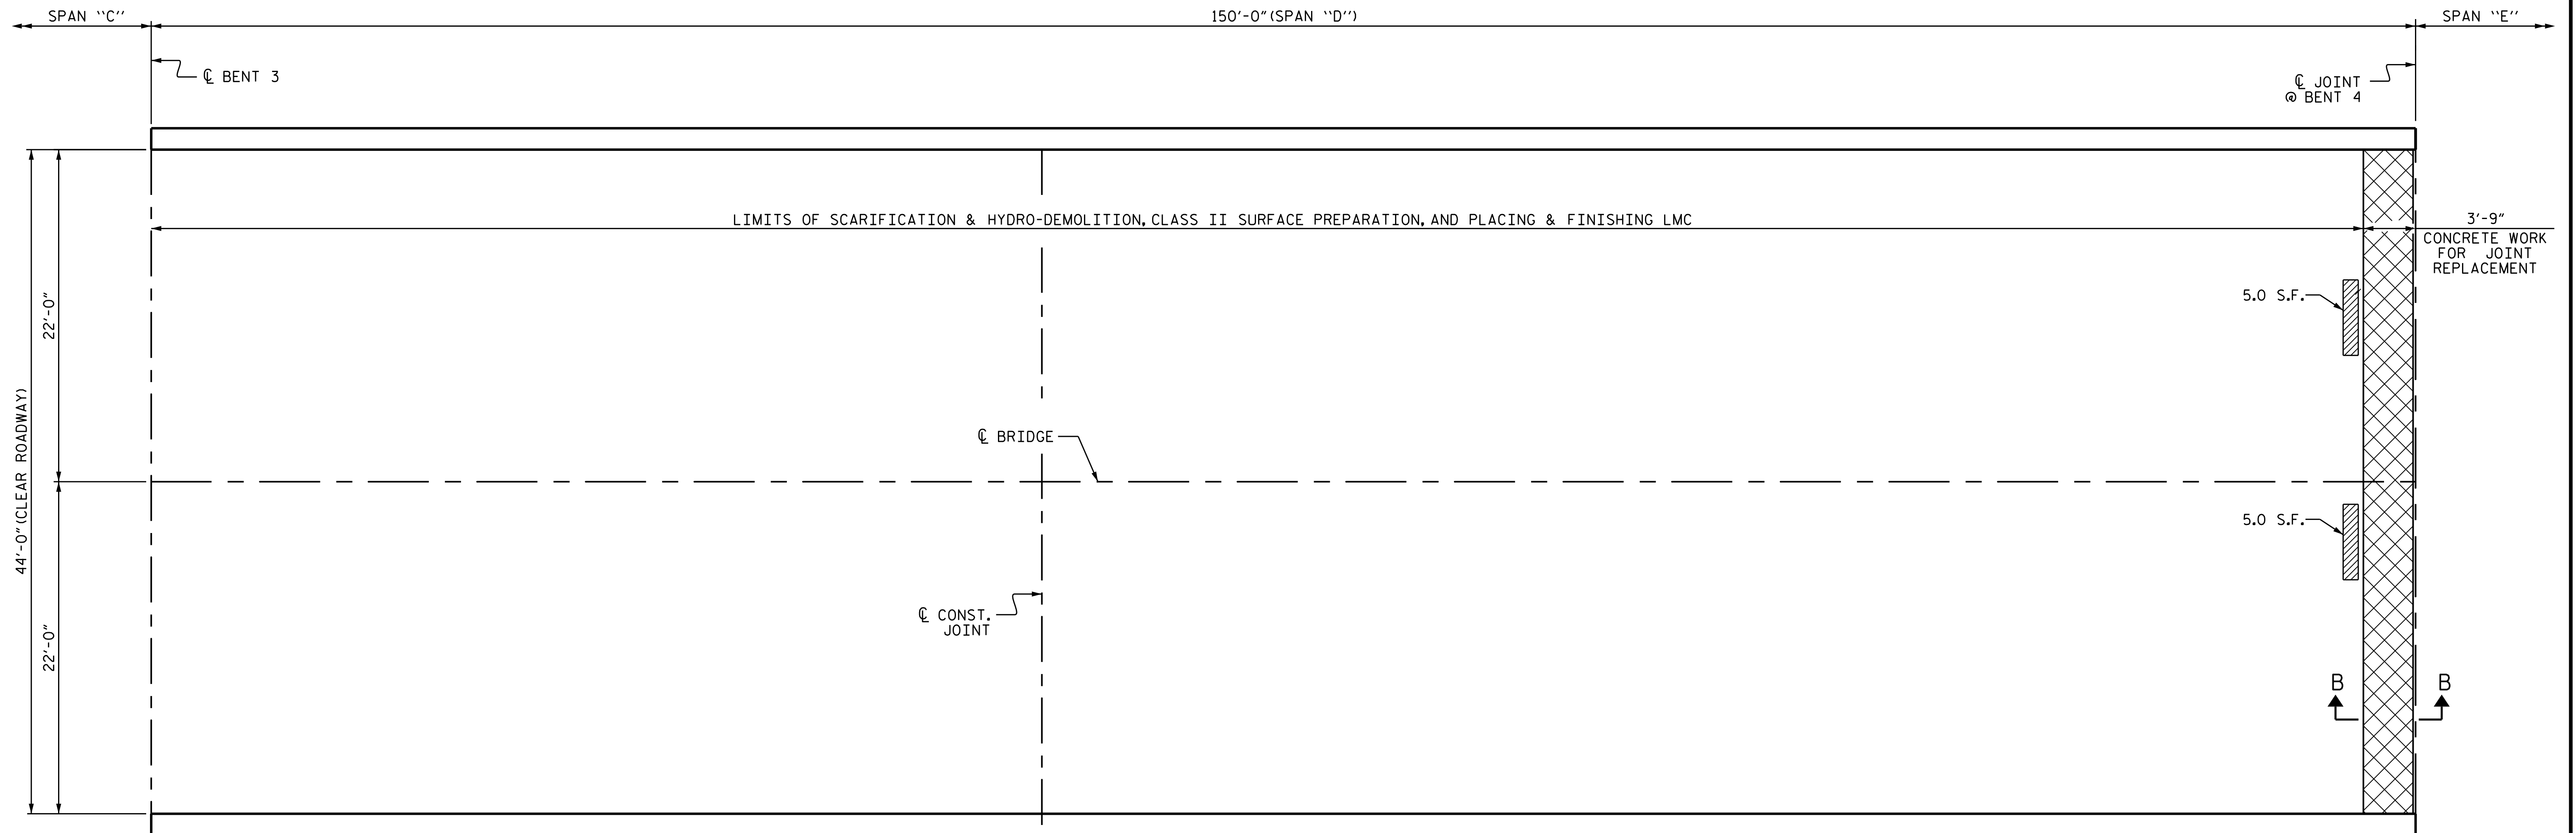 SPAN ‵‵C′′
150′-0″(SPAN ‵‵D′′)
SPAN ‵‵E′′
℄ BENT 3
℄ JOINT
@ BENT 4
LIMITS OF SCARIFICATION & HYDRO-DEMOLITION, CLASS II SURFACE PREPARATION, AND PLACING & FINISHING LMC
3′-9″
CONCRETE WORK
FOR JOINT
REPLACEMENT
5.0 S.F.
22′-0″
44′-0″(CLEAR ROADWAY)
℄ BRIDGE
5.0 S.F.
℄ CONST.
JOINT
22′-0″
B
B